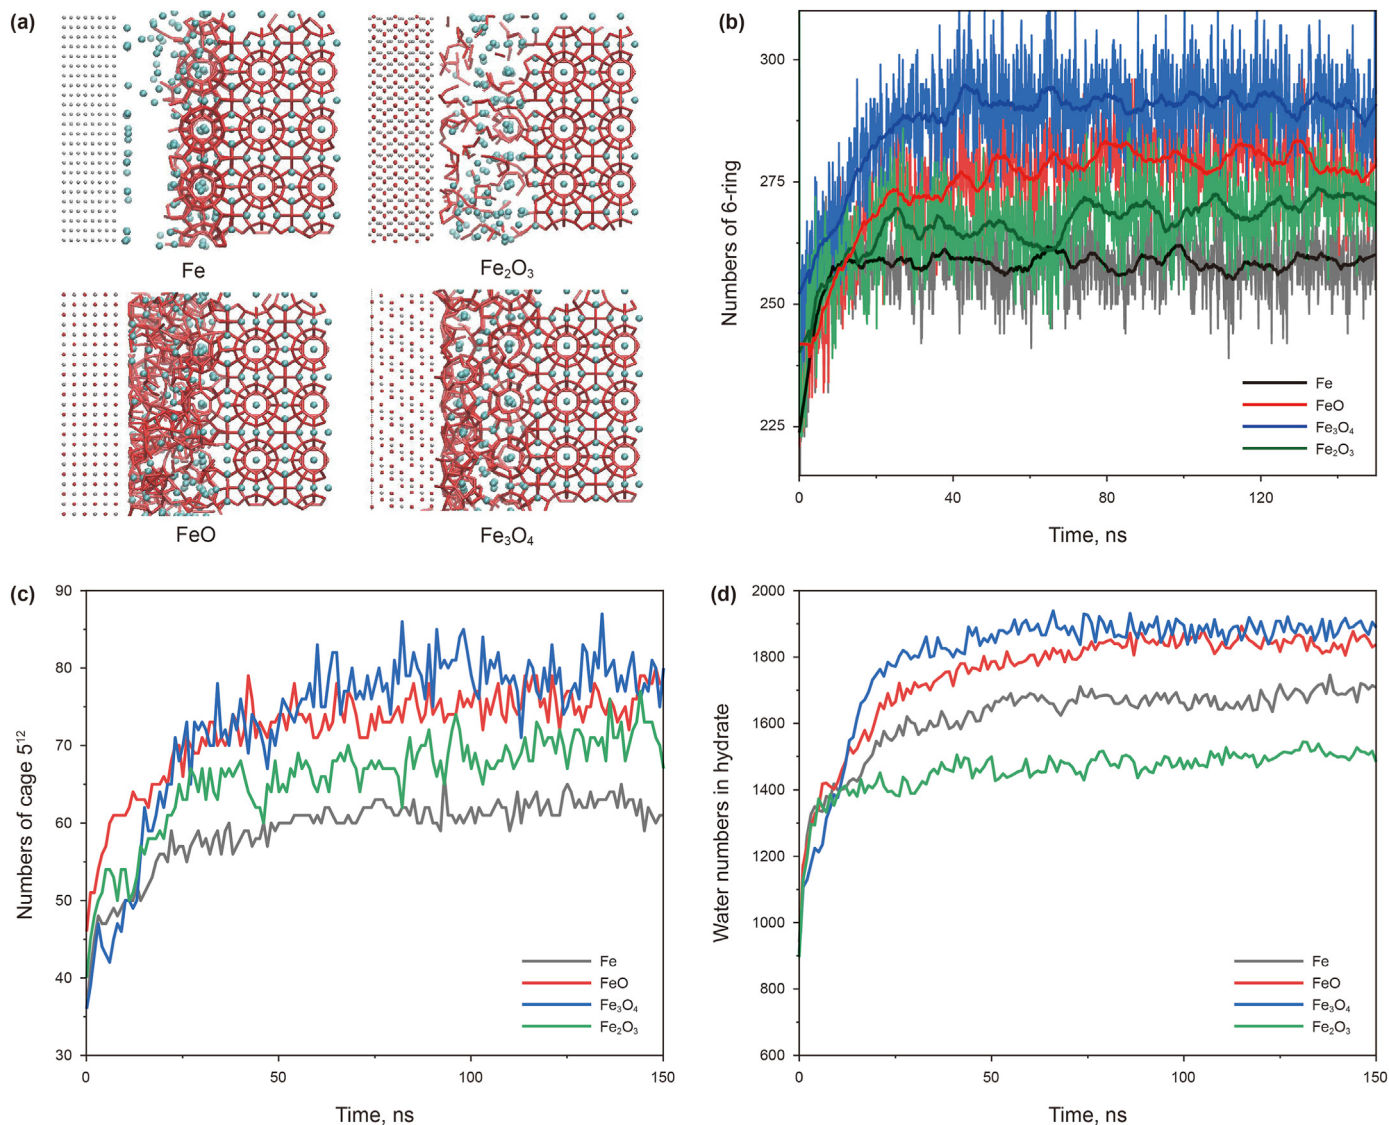 (a)
Fe
Fe₂O₃
FeO
Fe₃O₄
(b)
Numbers of 6-ring
300
275
250
225
0
40
80
120
Time, ns
Fe
FeO
Fe₃O₄
Fe₂O₃
(c)
Numbers of cage 5¹²
90
80
70
60
50
40
30
0
50
100
150
Time, ns
Fe
FeO
Fe₃O₄
Fe₂O₃
(d)
Water numbers in hydrate
2000
1800
1600
1400
1200
1000
800
600
0
50
100
150
Time, ns
Fe
FeO
Fe₃O₄
Fe₂O₃